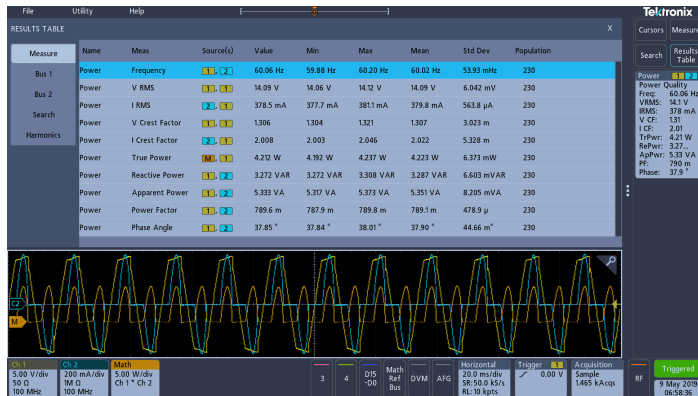 File Utility Help Tektronix
RESULTS TABLE X Cursors Measure
Measure Name Meas Source(s) Value Min Max Mean Std Dev Population Search Results Table
Power Frequency 1, 2 60.06 Hz 59.88 Hz 60.20 Hz 60.02 Hz 53.93 mHz 230
Bus 1 Power V RMS 1, 1 14.09 V 14.06 V 14.12 V 14.09 V 6.042 mV 230
Bus 2 Power I RMS 2, 1 378.5 mA 377.7 mA 381.1 mA 379.8 mA 563.8 µA 230
Search Power V Crest Factor 1, 1 1.306 1.304 1.321 1.307 3.023 m 230
Harmonics Power I Crest Factor 2, 1 2.008 2.003 2.046 2.022 5.328 m 230
Power True Power M, 1 4.212 W 4.192 W 4.237 W 4.223 W 6.373 mW 230
Power Reactive Power 1, 2 3.272 VAR 3.272 VAR 3.308 VAR 3.287 VAR 6.603 mVAR 230
Power Apparent Power 1, 2 5.333 VA 5.317 VA 5.373 VA 5.351 VA 8.205 mVA 230
Power Power Factor 1, 2 789.6 m 787.9 m 789.8 m 789.1 m 478.9 µ 230
Power Phase Angle 1, 2 37.85 ° 37.84 ° 38.01 ° 37.90 ° 44.66 m° 230
Power 1 2
Power Quality
Freq: 60.06 Hz
VRMS: 14.1 V
IRMS: 378 mA
V CF: 1.31
I CF: 2.01
TrPwr: 4.21 W
RePwr: 3.27...
ApPwr: 5.33 VA
PF: 790 m
Phase: 37.9 °
C2
M
Ch 1
5.00 V/div
50 Ω
100 MHz
Ch 2
200 mA/div
1M Ω
100 MHz
Math
5.00 W/div
Ch 1 * Ch 2
3
4
D15
-D0
Math
Ref
Bus
DVM
AFG
Horizontal
20.0 ms/div
SR: 50.0 kS/s
RL: 10 kpts
Trigger 1
0.00 V
Acquisition
Sample
1.465 kAcqs
RF
Triggered
9 May 2019
06:58:36